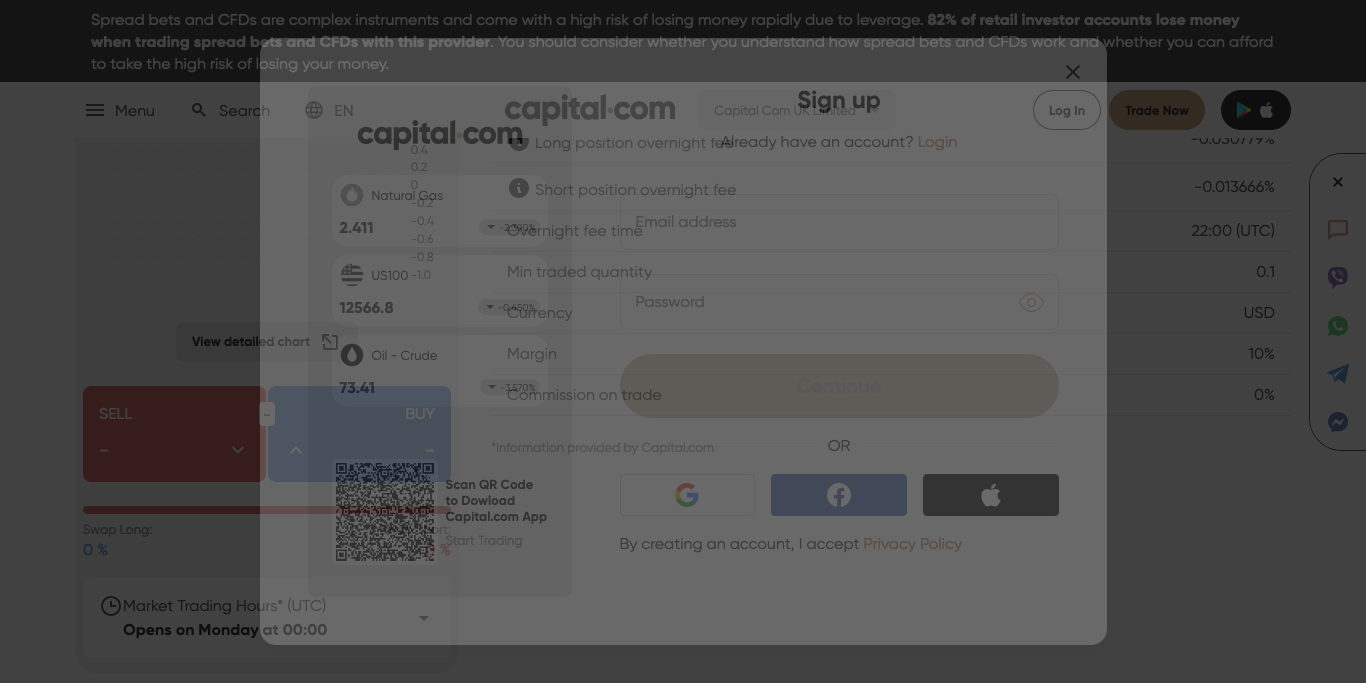 Spread bets and CFDs are complex instruments and come with a high risk of losing money rapidly due to leverage. 82% of retail investor accounts lose money
when trading spread bets and CFDs with this provider. You should consider whether you understand how spread bets and CFDs work and whether you can afford
to take the high risk of losing your money.
Menu
Search
EN
capital.com
Capital Com UK Limited
Log In
Trade Now
Sign up
Already have an account? Login
capital.com
0.4
0.2
0
-0.2
-0.4
-0.6
-0.8
-1.0
Natural Gas
2.411
US100
12566.8
-0.450%
Oil - Crude
73.41
-3.570%
Long position overnight fee
-0.030779%
Short position overnight fee
-0.013666%
Overnight fee time
22:00 (UTC)
Min traded quantity
0.1
Currency
USD
Margin
10%
Commission on trade
0%
*Information provided by Capital.com
Email address
Password
Continue
OR
By creating an account, I accept Privacy Policy
View detailed chart
SELL
-
-
BUY
-
Scan QR Code
to Dowload
Capital.com App
Start Trading
Swap Long:
0 %
%
Market Trading Hours* (UTC)
Opens on Monday at 00:00